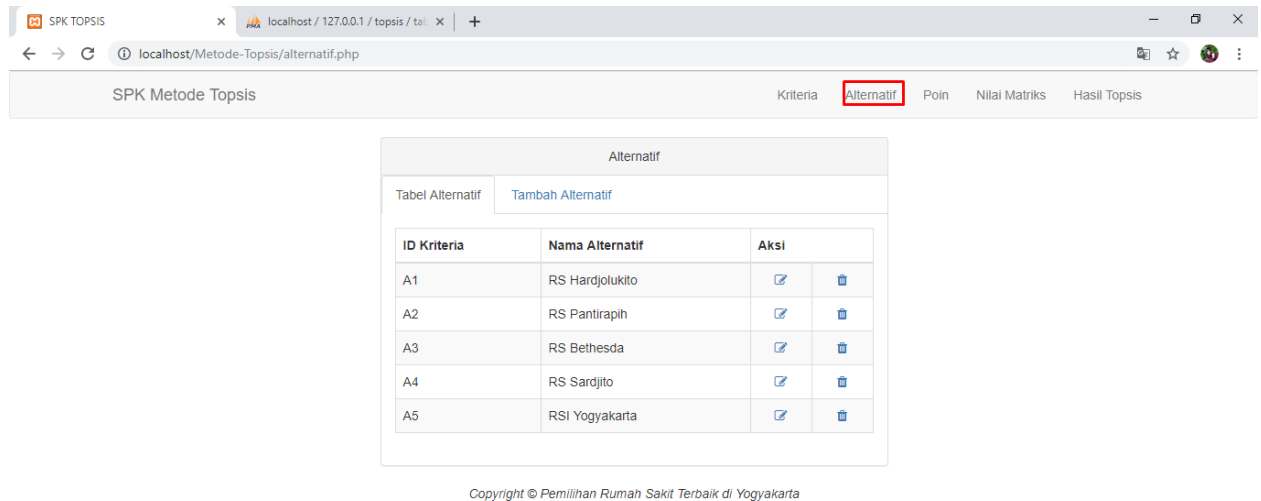 SPK TOPSIS
localhost / 127.0.0.1 / topsis / tab
localhost/Metode-Topsis/alternatif.php
SPK Metode Topsis
Kriteria Alternatif Poin Nilai Matriks Hasil Topsis
Alternatif
Tabel Alternatif Tambah Alternatif
ID Kriteria Nama Alternatif Aksi
A1 RS Hardjolukito
A2 RS Pantirapih
A3 RS Bethesda
A4 RS Sardjito
A5 RSI Yogyakarta
Copyright © Pemilihan Rumah Sakit Terbaik di Yogyakarta